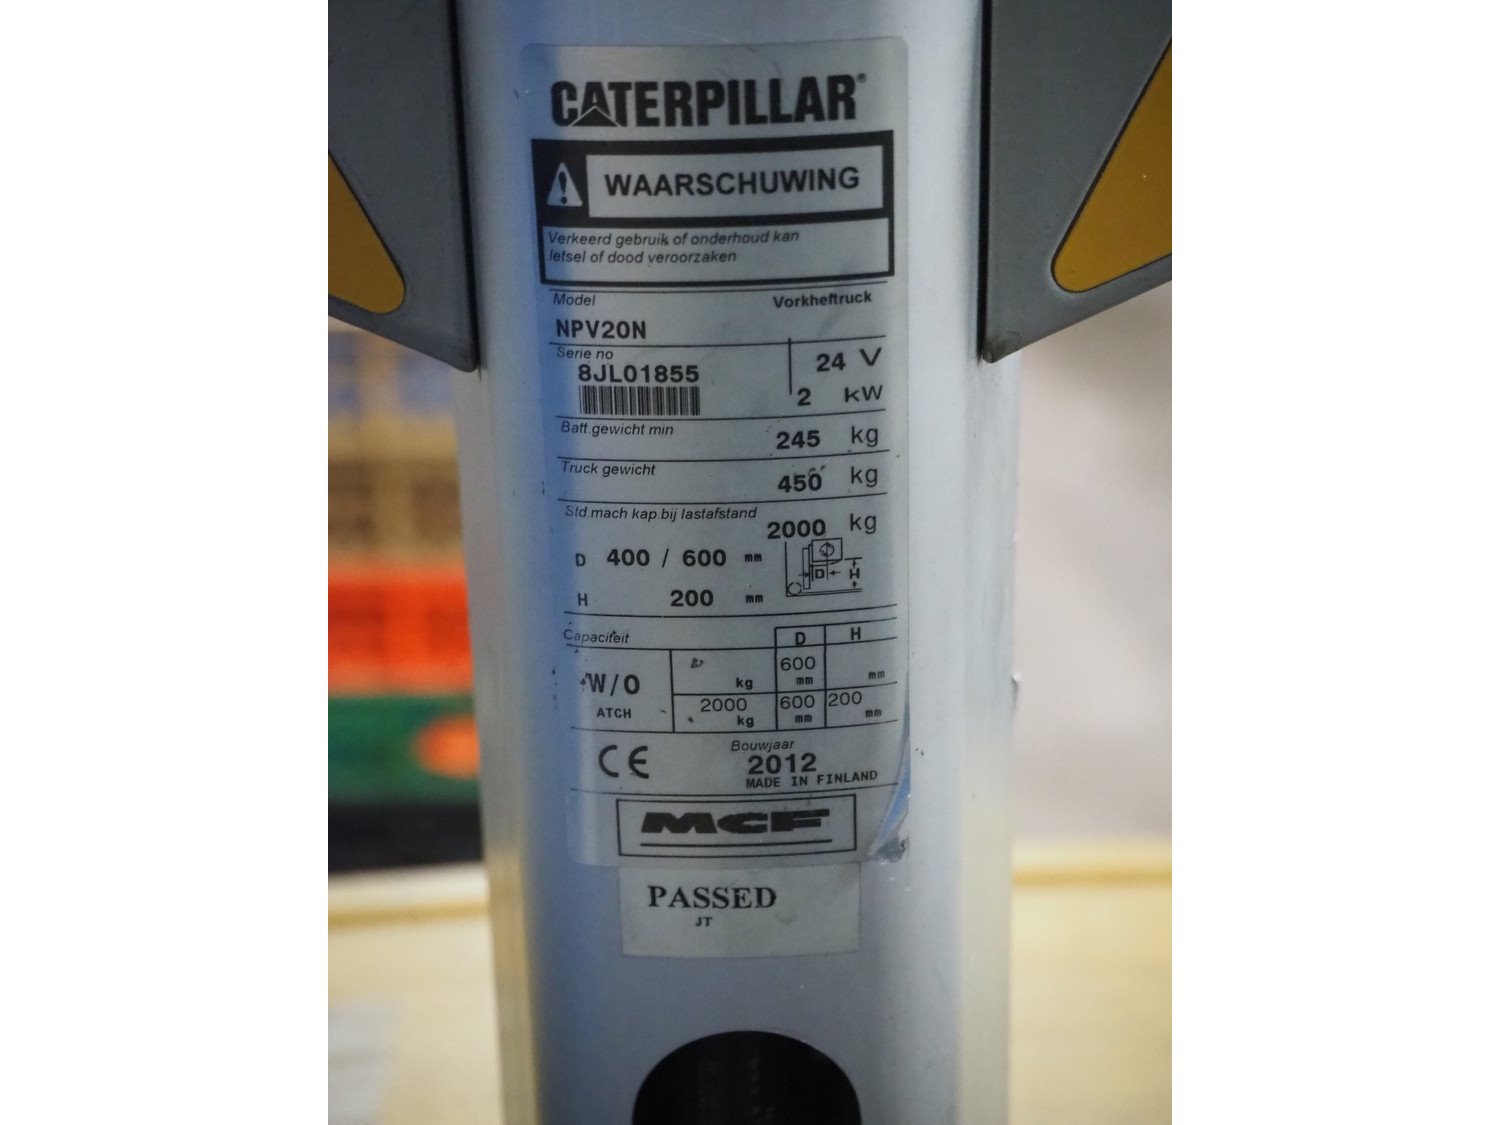 CATERPILLAR®
WAARSCHUWING
Verkeerd gebruik of onderhoud kan
letsel of dood veroorzaken
Model Vorkheftruck
NPV20N
Serie no 24 V
8JL01855
2 kW
Batt.gewicht min 245 kg
Truck gewicht 450 kg
Std.mach kap.bij lastafstand 2000 kg
D 400 / 600 mm
D H
H 200 mm
Capaciteit D H
W/O kg 600 mm mm
ATCH 2000 kg 600 mm 200 mm
CE Bouwjaar
2012
MADE IN FINLAND
MCF
PASSED
JT